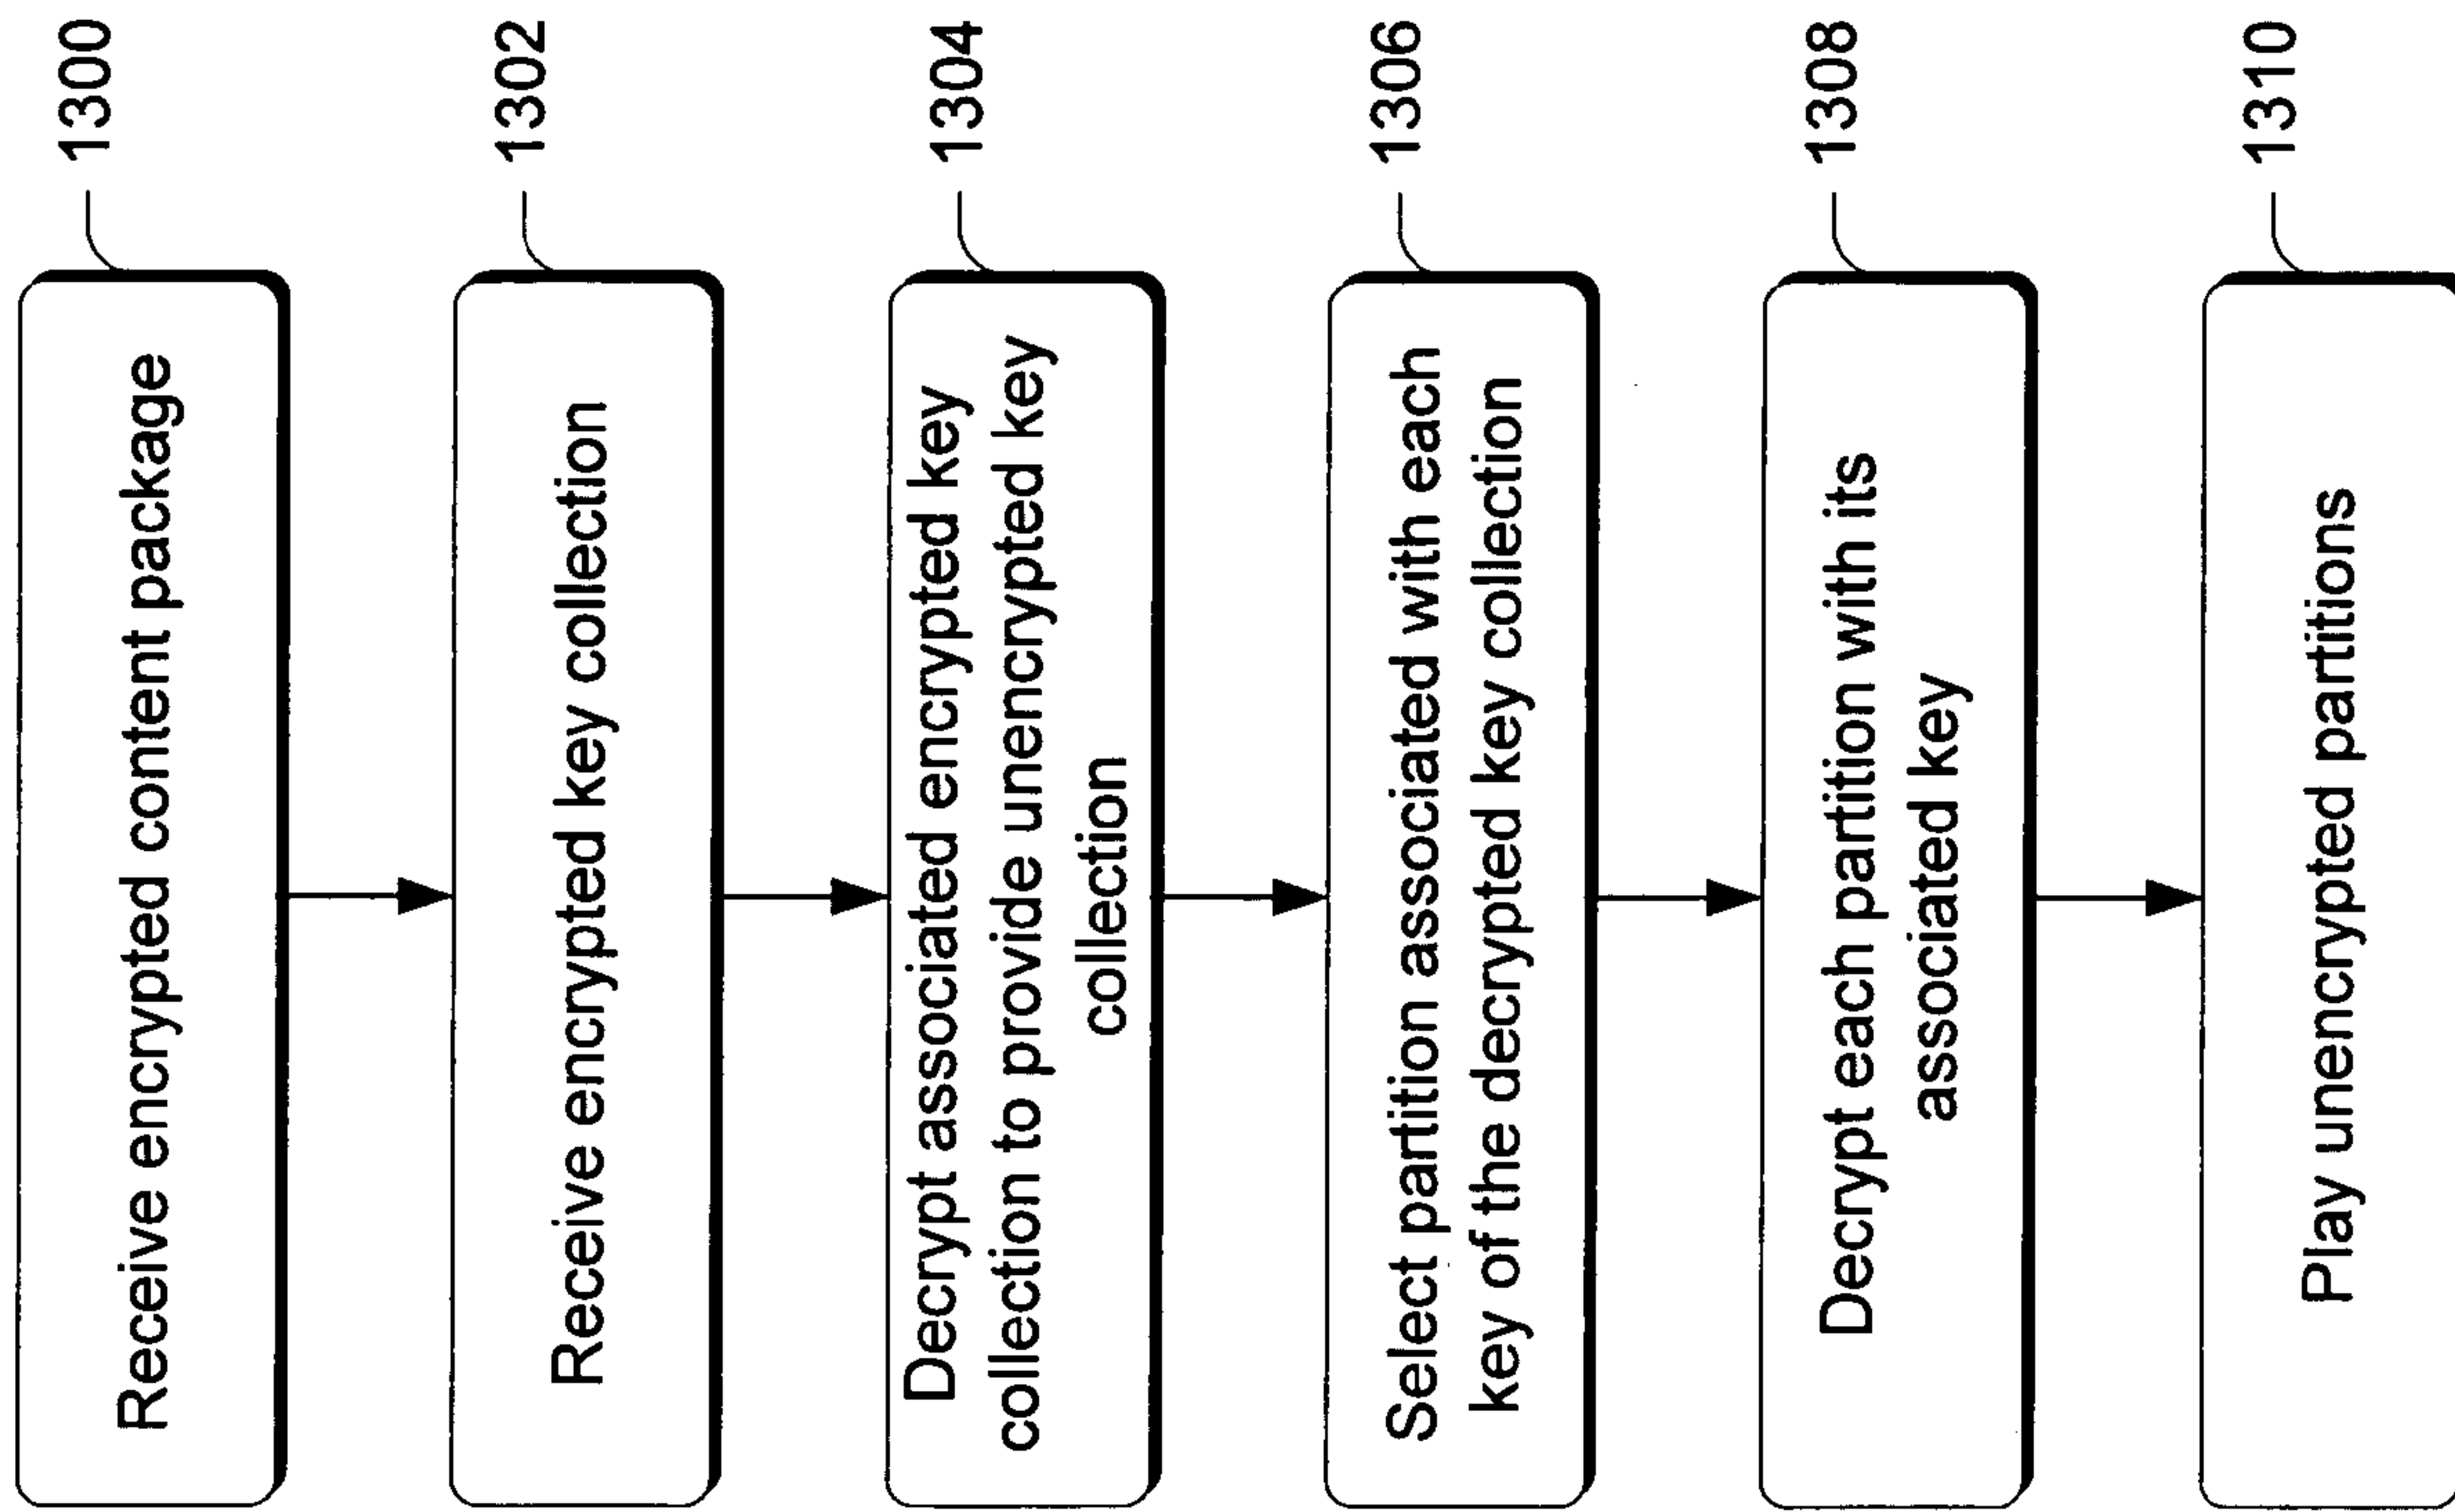 Receive encrypted content package
1300
Receive encrypted key collection
1302
Decrypt associated encrypted key
collection to provide unencrypted key
collection
1304
Select partition associated with each
key of the decrypted key collection
1306
Decrypt each partition with its
associated key
1308
Play unencrypted partitions
1310